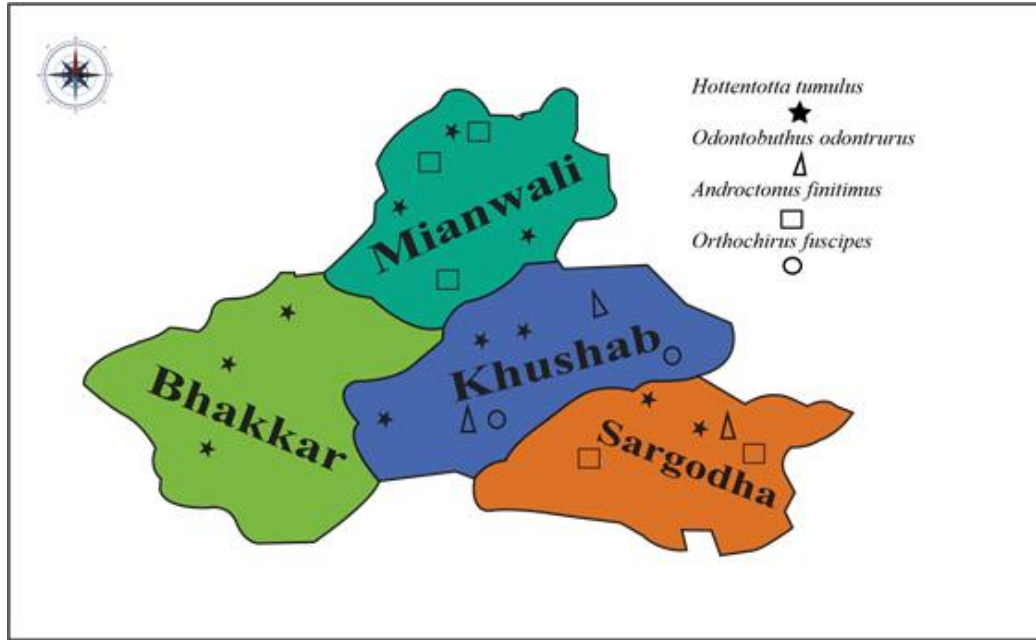 Hottentotta tumulus
Odontobuthus odontrurus
Androctonus finitimus
Orthochirus fuscipes
Mianwali
Khushab
Bhakkar
Sargodha